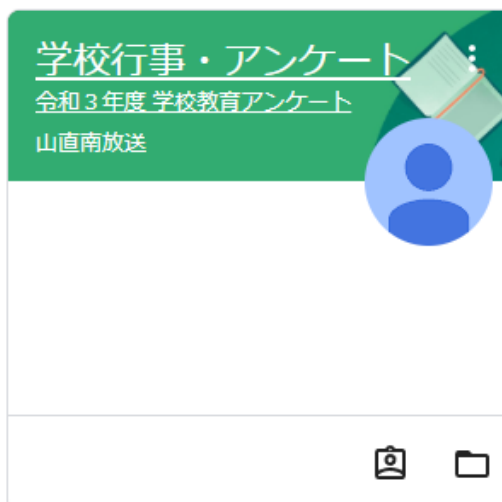 学校行事・アンケート
令和３年度 学校教育アンケート
山直南放送